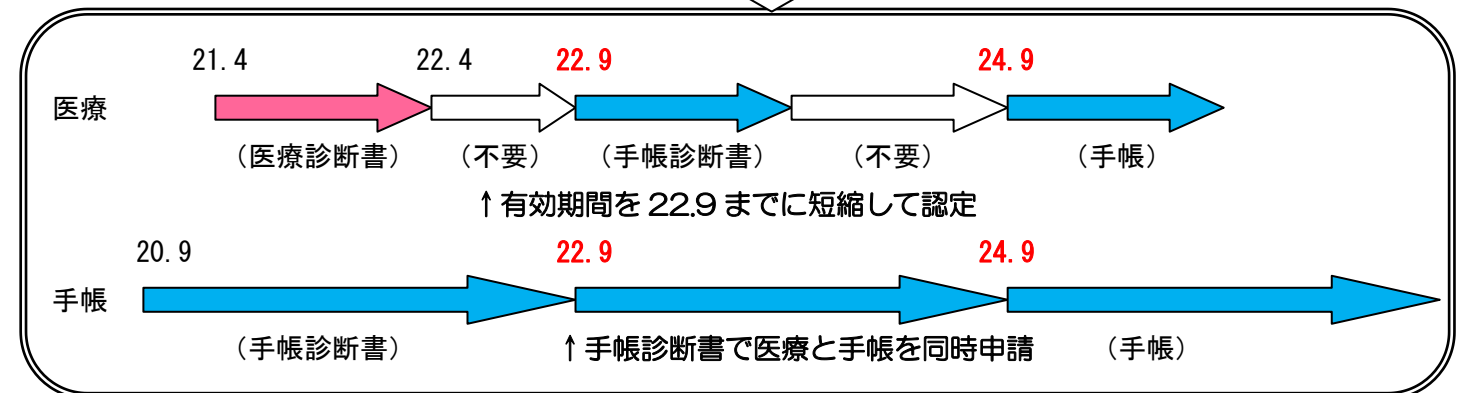 21.4 22.4 22.9 24.9
医療
（医療診断書） （不要） （手帳診断書） （不要） （手帳）
↑有効期間を22.9までに短縮して認定
20.9 22.9 24.9
手帳
（手帳診断書） ↑手帳診断書で医療と手帳を同時申請 （手帳）